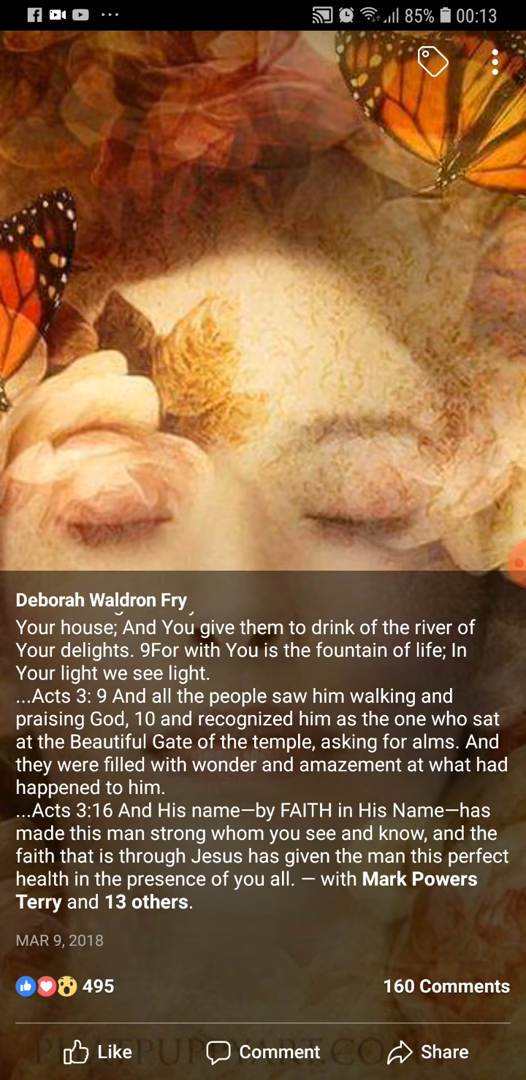 85% 00:13
Deborah Waldron Fry
Your house; And You give them to drink of the river of
Your delights. 9For with You is the fountain of life; In
Your light we see light.
...Acts 3: 9 And all the people saw him walking and
praising God, 10 and recognized him as the one who sat
at the Beautiful Gate of the temple, asking for alms. And
they were filled with wonder and amazement at what had
happened to him.
...Acts 3:16 And His name—by FAITH in His Name—has
made this man strong whom you see and know, and the
faith that is through Jesus has given the man this perfect
health in the presence of you all. — with Mark Powers
Terry and 13 others.
MAR 9, 2018
495 160 Comments
Like Comment Share